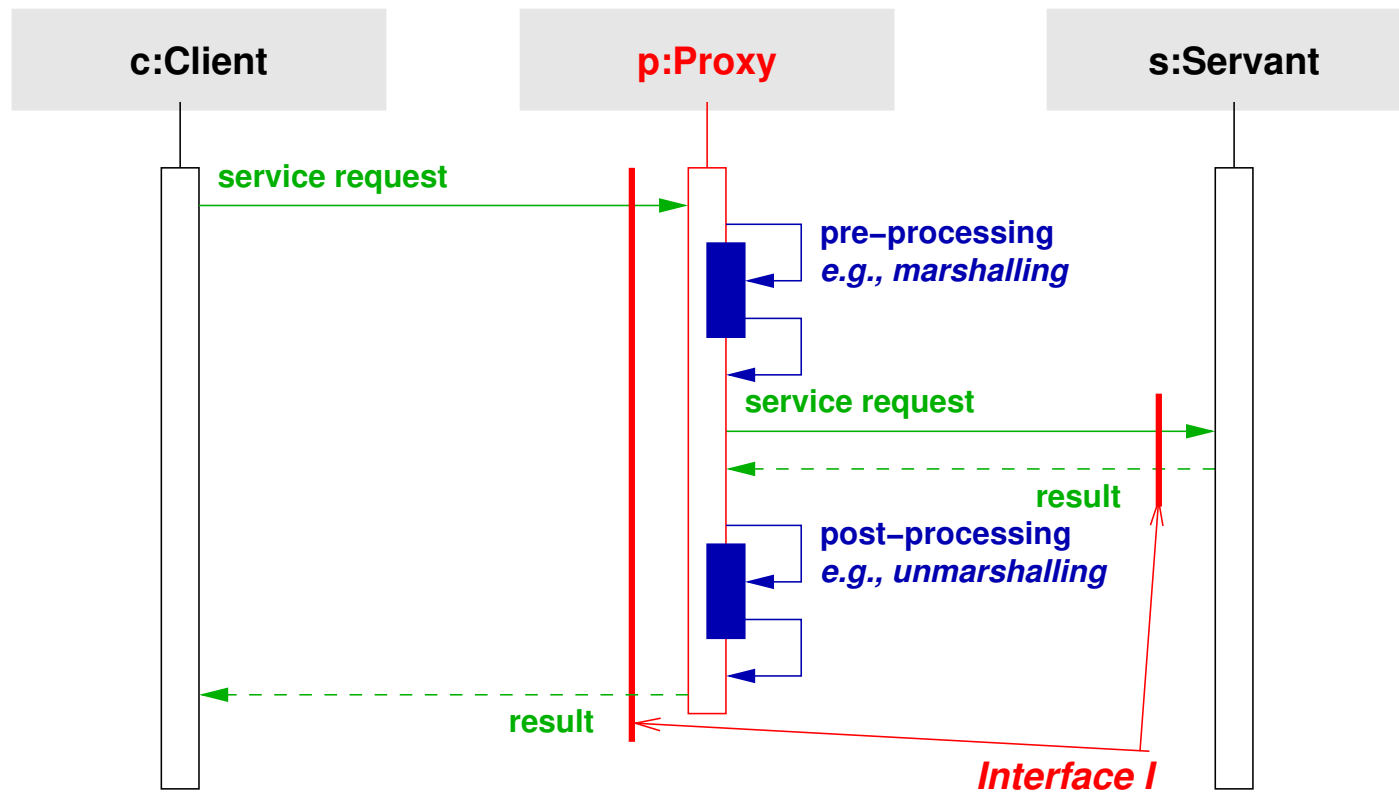 c:Client
p:Proxy
s:Servant
service request
pre−processing
e.g., marshalling
service request
result
post−processing
e.g., unmarshalling
result
Interface I